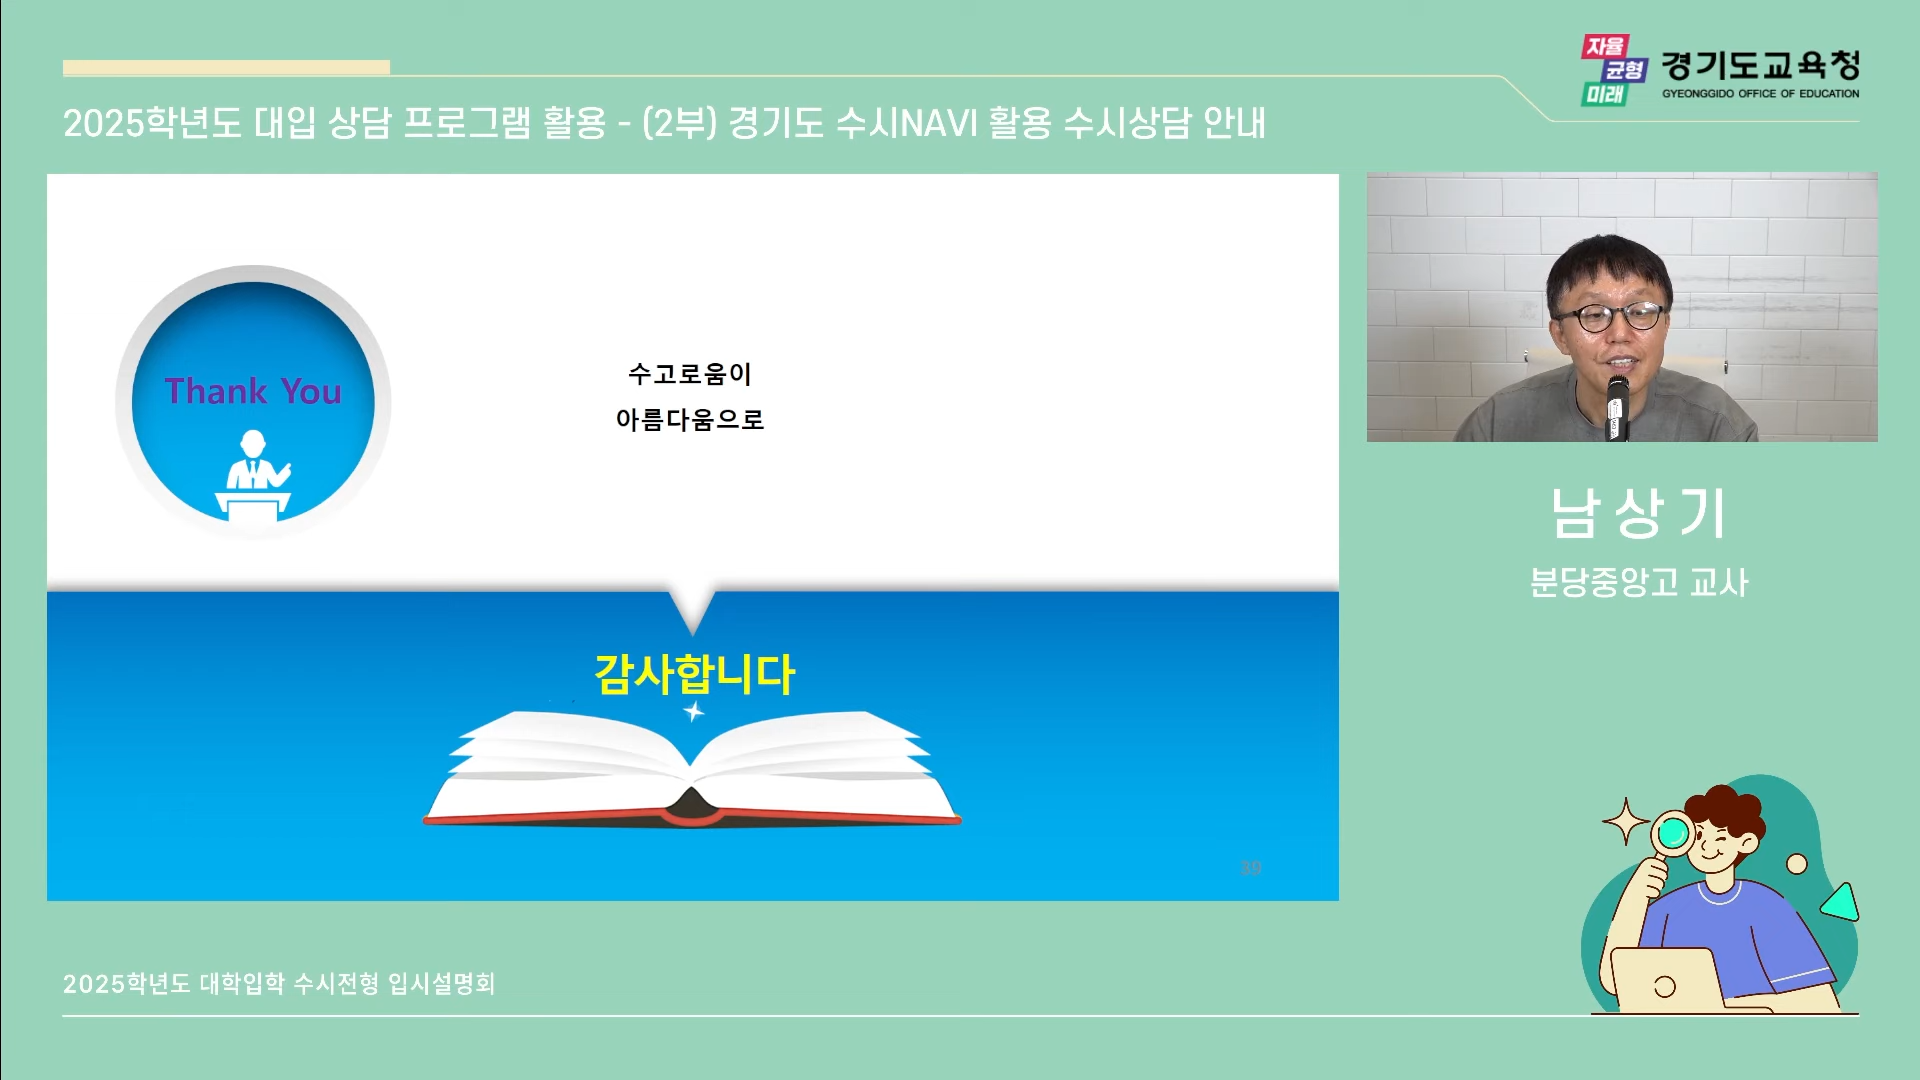 자율
균형
미래
경기도교육청
GYEONGGIDO OFFICE OF EDUCATION
2025학년도 대입 상담 프로그램 활용 - (2부) 경기도 수시NAVI 활용 수시상담 안내
Thank You
수고로움이
아름다움으로
감사합니다
39
남상기
분당중앙고 교사
2025학년도 대학입학 수시전형 입시설명회